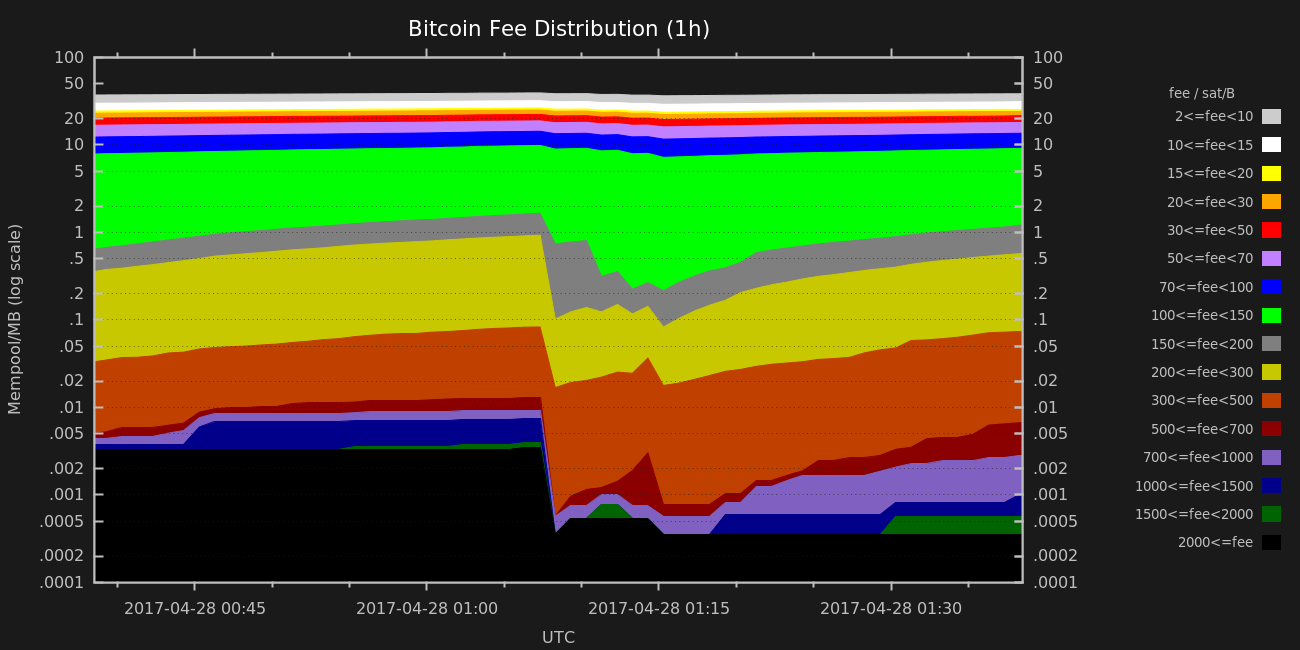 Bitcoin Fee Distribution (1h)
Mempool/MB (log scale)
100
50
20
10
5
2
1
.5
.2
.1
.05
.02
.01
.005
.002
.001
.0005
.0002
.0001
100
50
20
10
5
2
1
.5
.2
.1
.05
.02
.01
.005
.002
.001
.0005
.0002
.0001
2017-04-28 00:45
2017-04-28 01:00
2017-04-28 01:15
2017-04-28 01:30
UTC
fee / sat/B
2<=fee<10
10<=fee<15
15<=fee<20
20<=fee<30
30<=fee<50
50<=fee<70
70<=fee<100
100<=fee<150
150<=fee<200
200<=fee<300
300<=fee<500
500<=fee<700
700<=fee<1000
1000<=fee<1500
1500<=fee<2000
2000<=fee